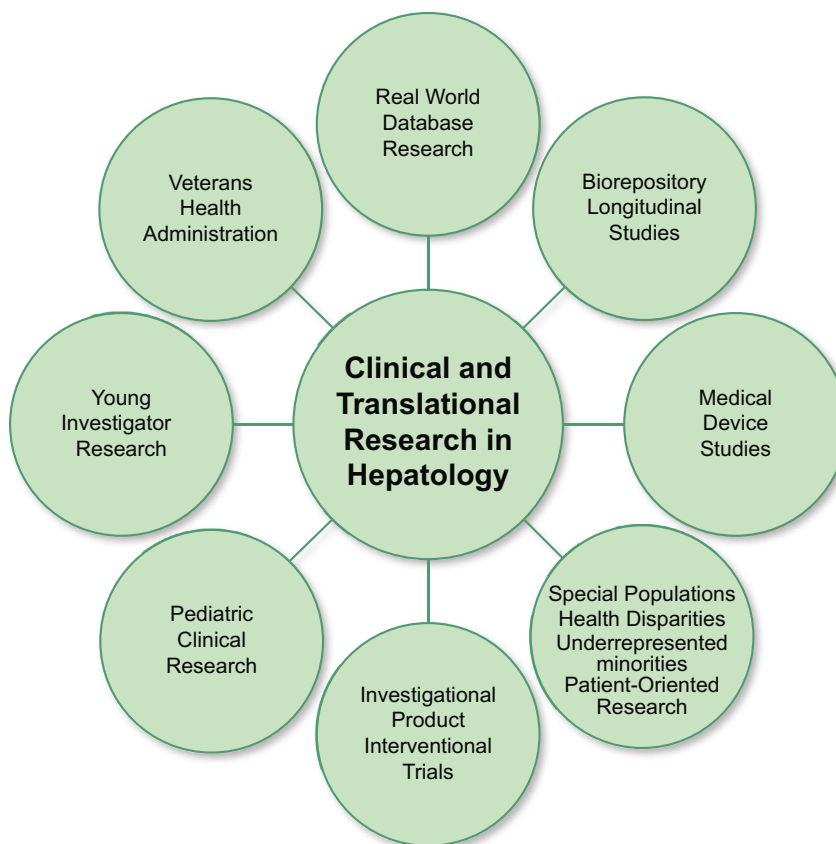 Real World
Database
Research
Biorepository
Longitudinal
Studies
Medical
Device
Studies
Special Populations
Health Disparities
Underrepresented
minorities
Patient-Oriented
Research
Investigational
Product
Interventional
Trials
Pediatric
Clinical
Research
Young
Investigator
Research
Veterans
Health
Administration
Clinical and
Translational
Research in
Hepatology